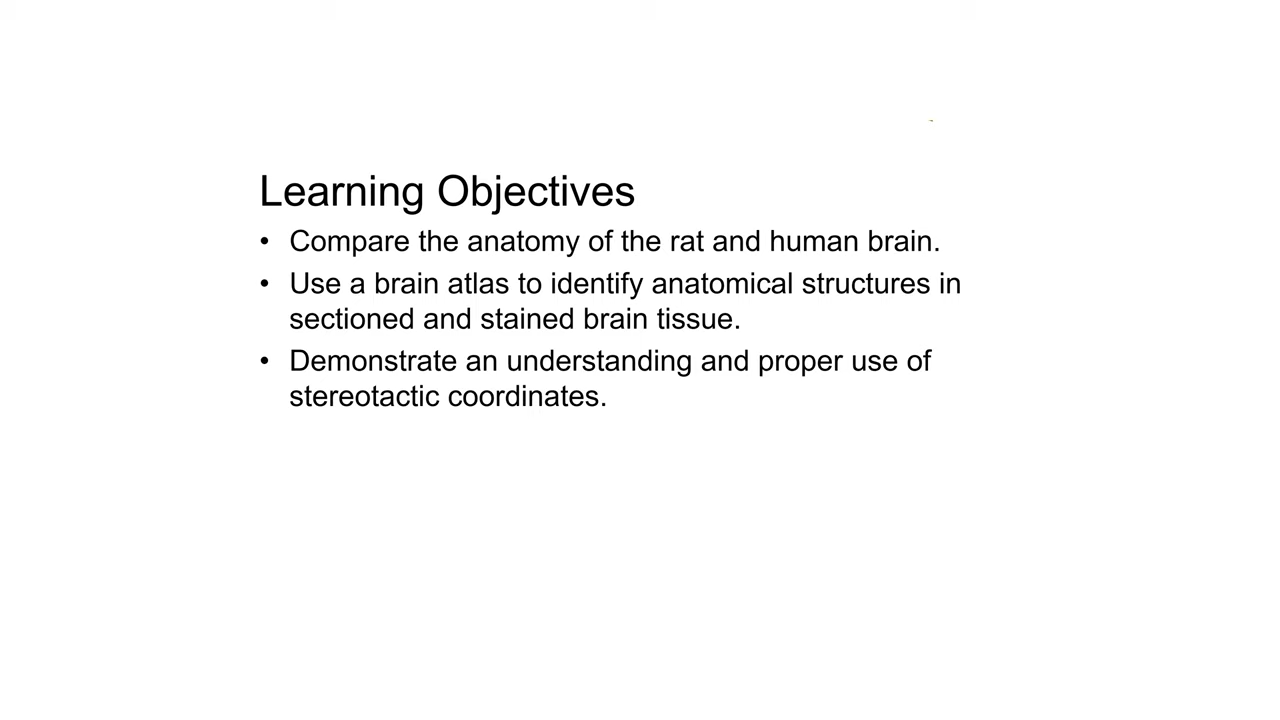 Learning Objectives
• Compare the anatomy of the rat and human brain.
• Use a brain atlas to identify anatomical structures in
sectioned and stained brain tissue.
• Demonstrate an understanding and proper use of
stereotactic coordinates.